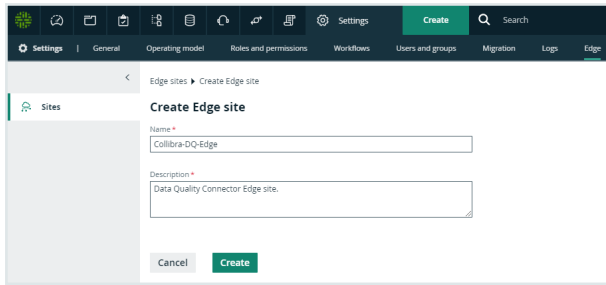 Settings Create Search
Settings | General Operating model Roles and permissions Workflows Users and groups Migration Logs Edge
< Edge sites ▶ Create Edge site
Sites
Create Edge site
Name *
Collibra-DQ-Edge
Description *
Data Quality Connector Edge site.
Cancel Create